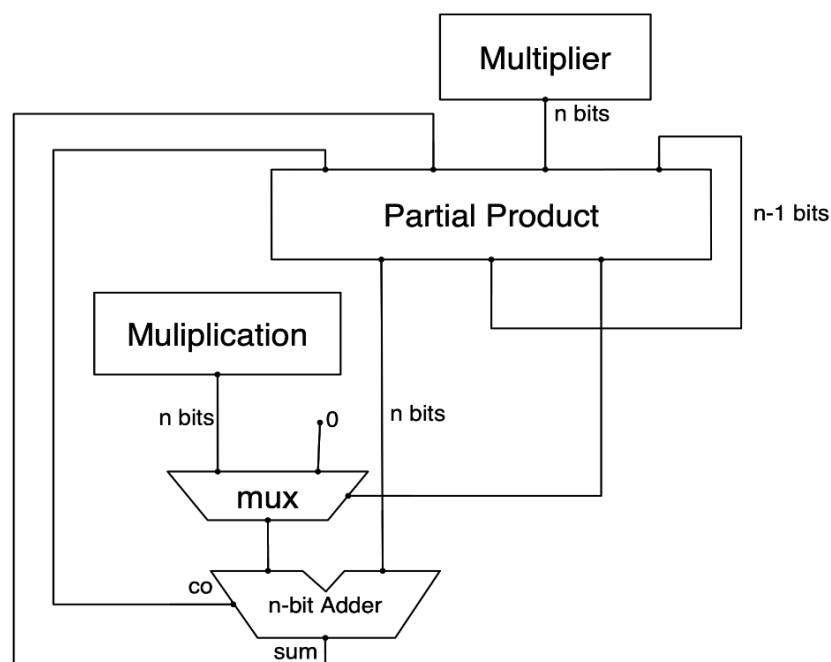 Multiplier
n bits
Partial Product
n-1 bits
Muliplication
n bits
0
n bits
mux
co
n-bit Adder
sum